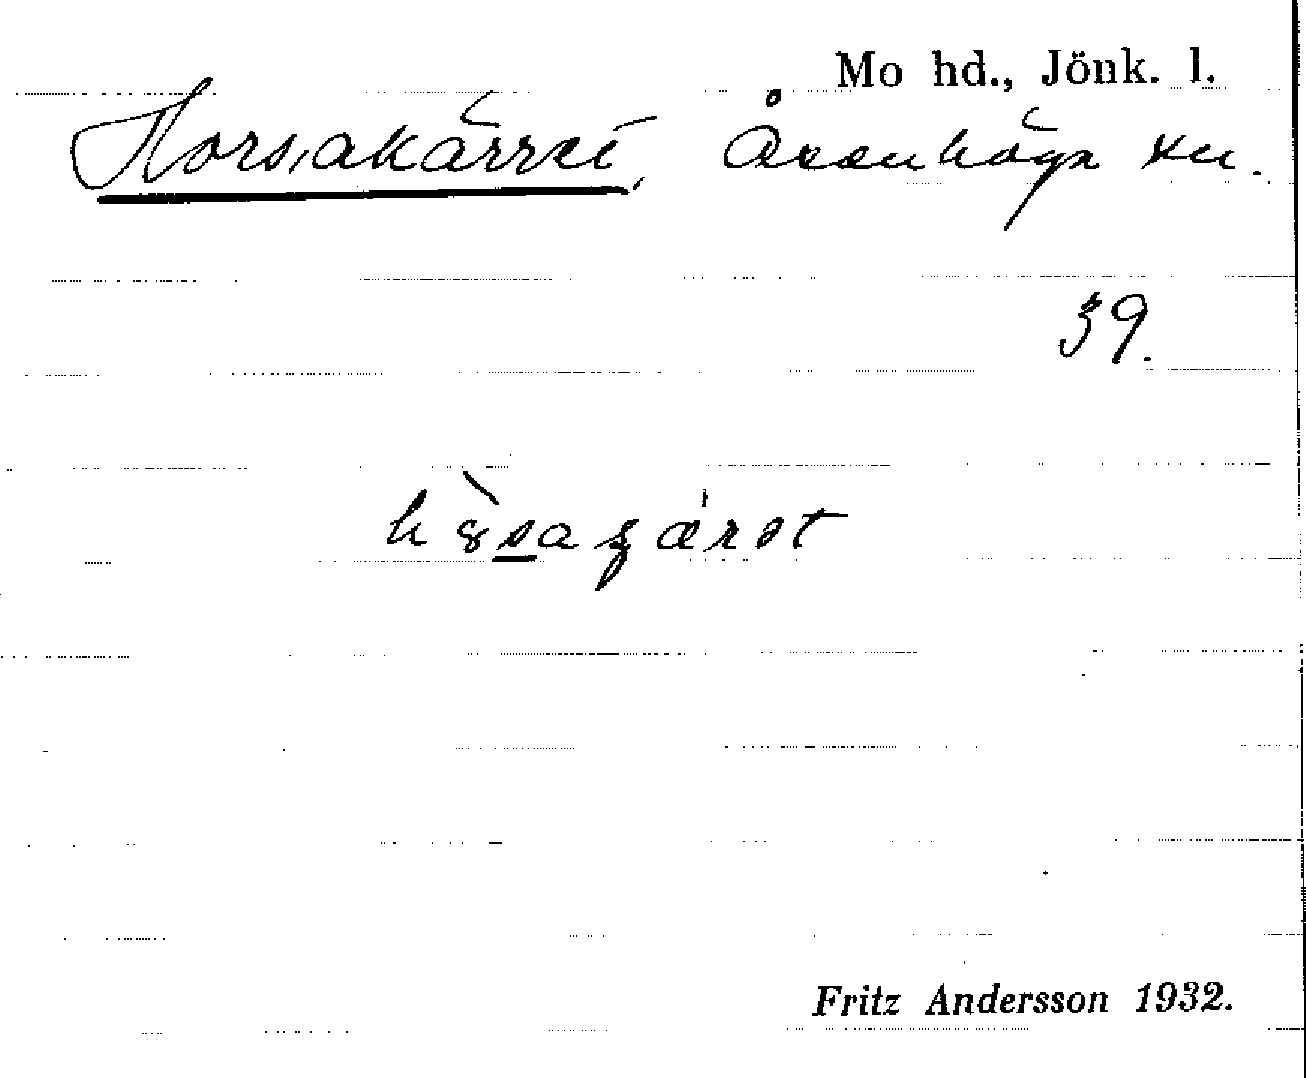 Mo hd., Jönk. l.
Horsakärret, Åsenhöga sn.
39.
Fritz Andersson 1932.